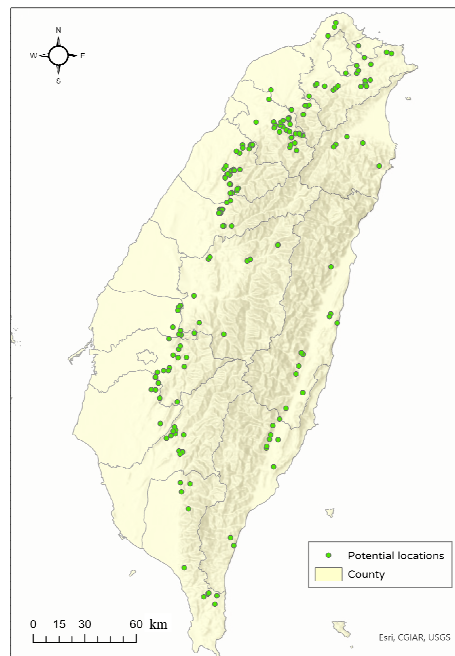 N
W E
S
Potential locations
County
0 15 30 60 km
Esri, CGIAR, USGS